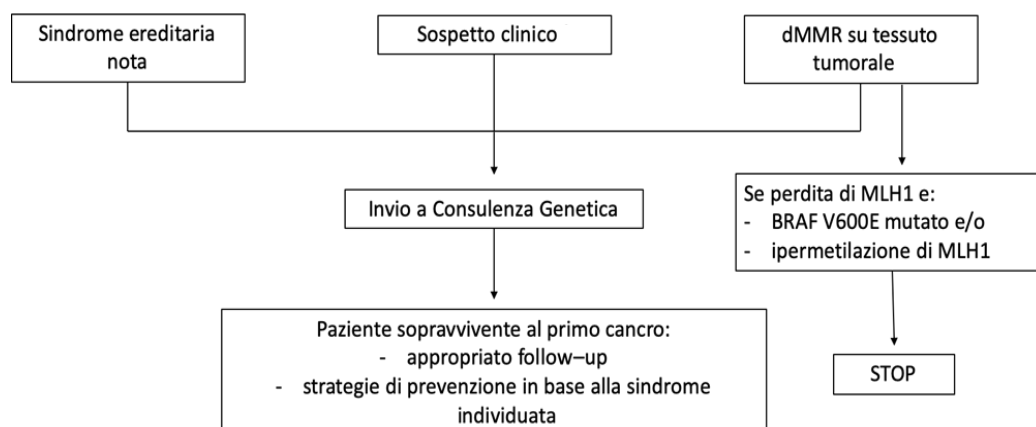 Sindrome ereditaria
nota
Sospetto clinico
dMMR su tessuto
tumorale
Invio a Consulenza Genetica
Se perdita di MLH1 e:
- BRAF V600E mutato e/o
- ipermetilazione di MLH1
Paziente sopravvivente al primo cancro:
- appropriato follow–up
- strategie di prevenzione in base alla sindrome
individuata
STOP